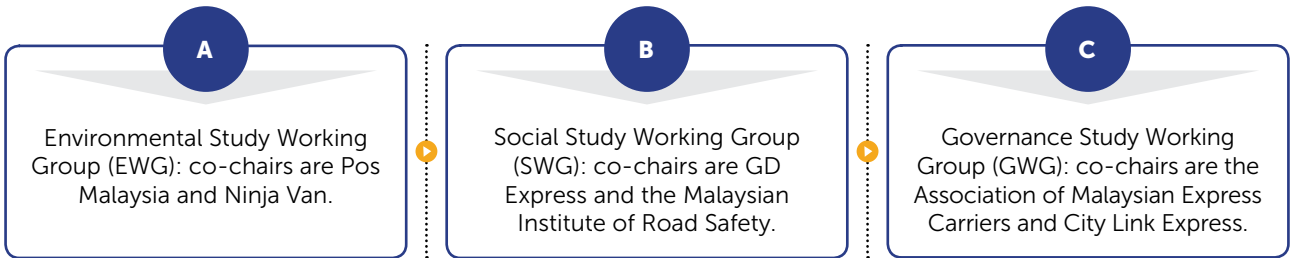 A
Environmental Study Working
Group (EWG): co-chairs are Pos
Malaysia and Ninja Van.
B
Social Study Working Group
(SWG): co-chairs are GD
Express and the Malaysian
Institute of Road Safety.
C
Governance Study Working
Group (GWG): co-chairs are the
Association of Malaysian Express
Carriers and City Link Express.